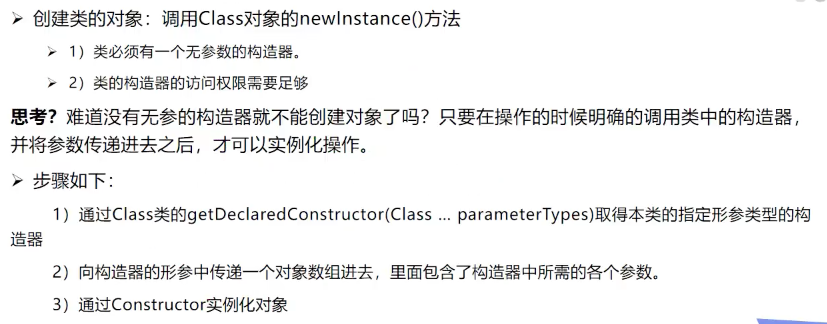 ➢ 创建类的对象：调用Class对象的newInstance()方法
➢ 1）类必须有一个无参数的构造器。
➢ 2）类的构造器的访问权限需要足够
思考？难道没有无参的构造器就不能创建对象了吗？只要在操作的时候明确的调用类中的构造器，
并将参数传递进去之后，才可以实例化操作。
➢ 步骤如下：
1）通过Class类的getDeclaredConstructor(Class … parameterTypes)取得本类的指定形参类型的构
造器
2）向构造器的形参中传递一个对象数组进去，里面包含了构造器中所需的各个参数。
3）通过Constructor实例化对象